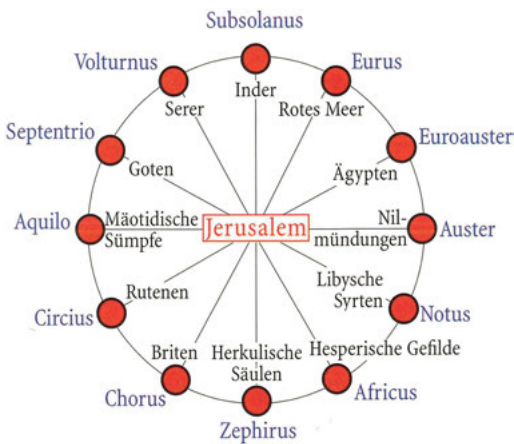 Subsolanus
Volturnus
Eurus
Inder
Serer
Rotes Meer
Septentrio
Euroauster
Goten
Ägypten
Aquilo
Mäotidische
Sümpfe
Jerusalem
Nil-
mündungen
Auster
Rutenen
Libysche
Syrten
Circius
Notus
Briten
Herkulische
Säulen
Hesperische Gefilde
Chorus
Africus
Zephirus